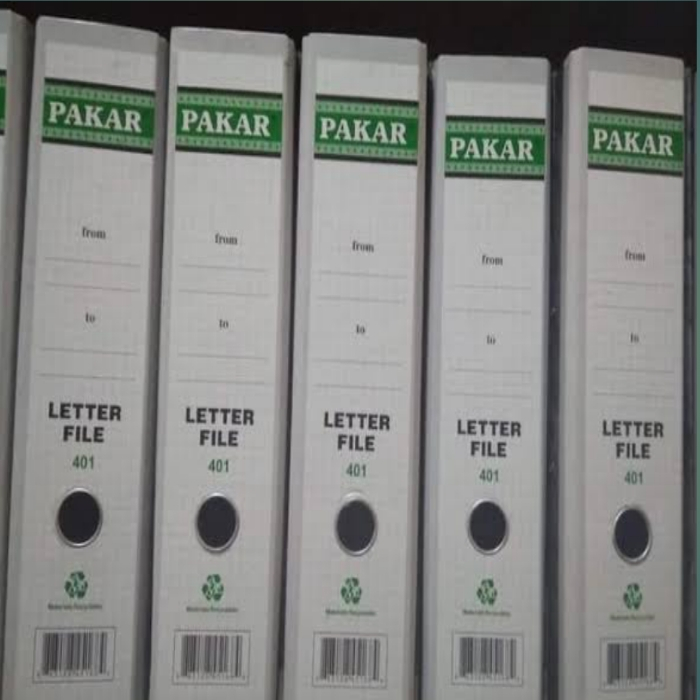 PAKAR
from
to
LETTER
FILE
401
PAKAR
from
to
LETTER
FILE
401
PAKAR
from
to
LETTER
FILE
401
PAKAR
from
to
LETTER
FILE
401
PAKAR
from
to
LETTER
FILE
401